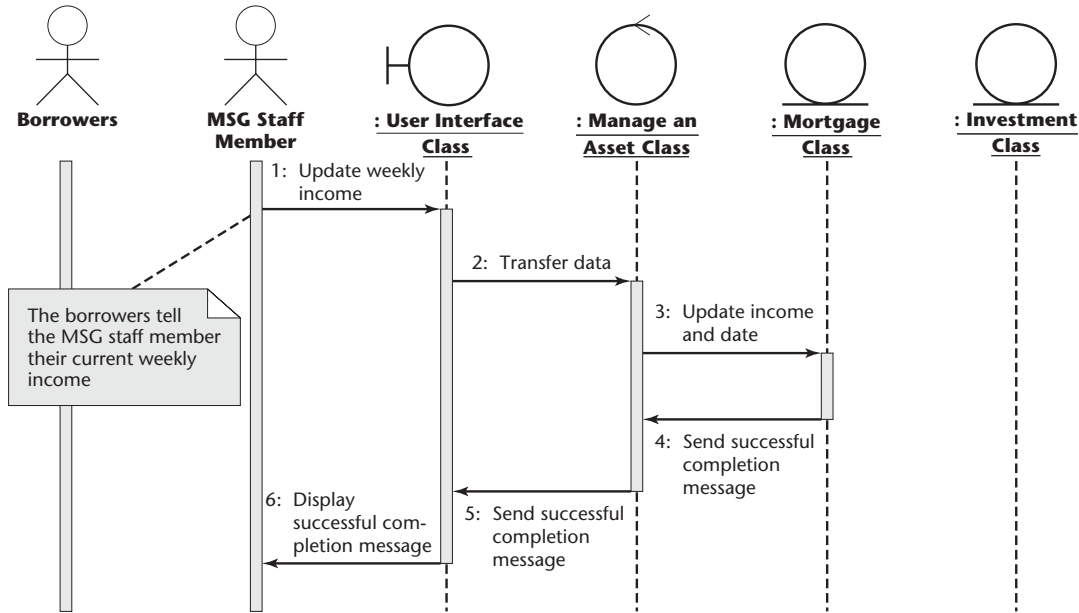 Borrowers
MSG Staff
Member
: User Interface
Class
: Manage an
Asset Class
: Mortgage
Class
: Investment
Class
1: Update weekly
income
2: Transfer data
The borrowers tell
the MSG staff member
their current weekly
income
3: Update income
and date
4: Send successful
completion
message
5: Send successful
completion
message
6: Display
successful com-
pletion message